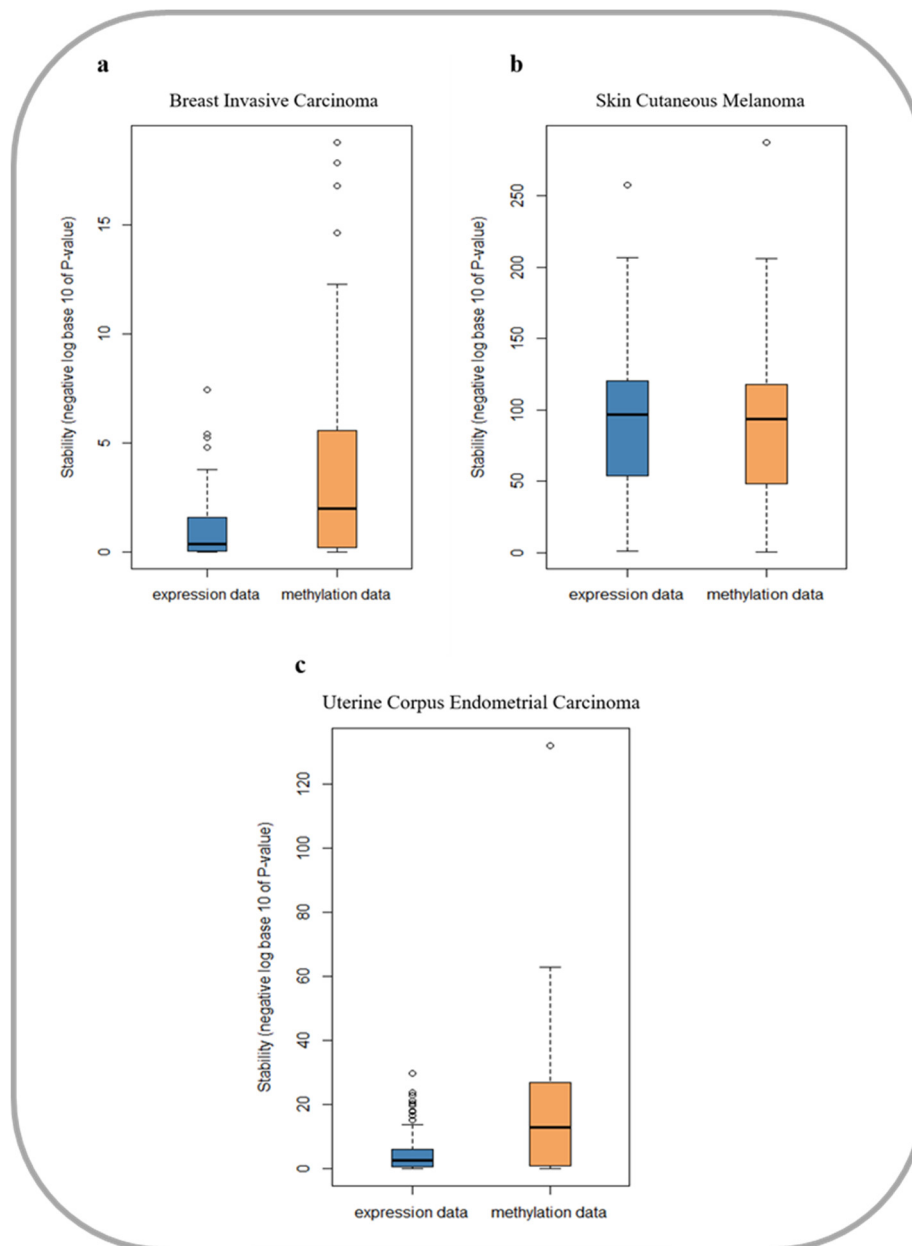 a
Breast Invasive Carcinoma
Stability (negative log base 10 of P-value)
15
10
5
0
expression data
methylation data
b
Skin Cutaneous Melanoma
Stability (negative log base 10 of P-value)
250
200
150
100
50
0
expression data
methylation data
c
Uterine Corpus Endometrial Carcinoma
Stability (negative log base 10 of P-value)
120
100
80
60
40
20
0
expression data
methylation data